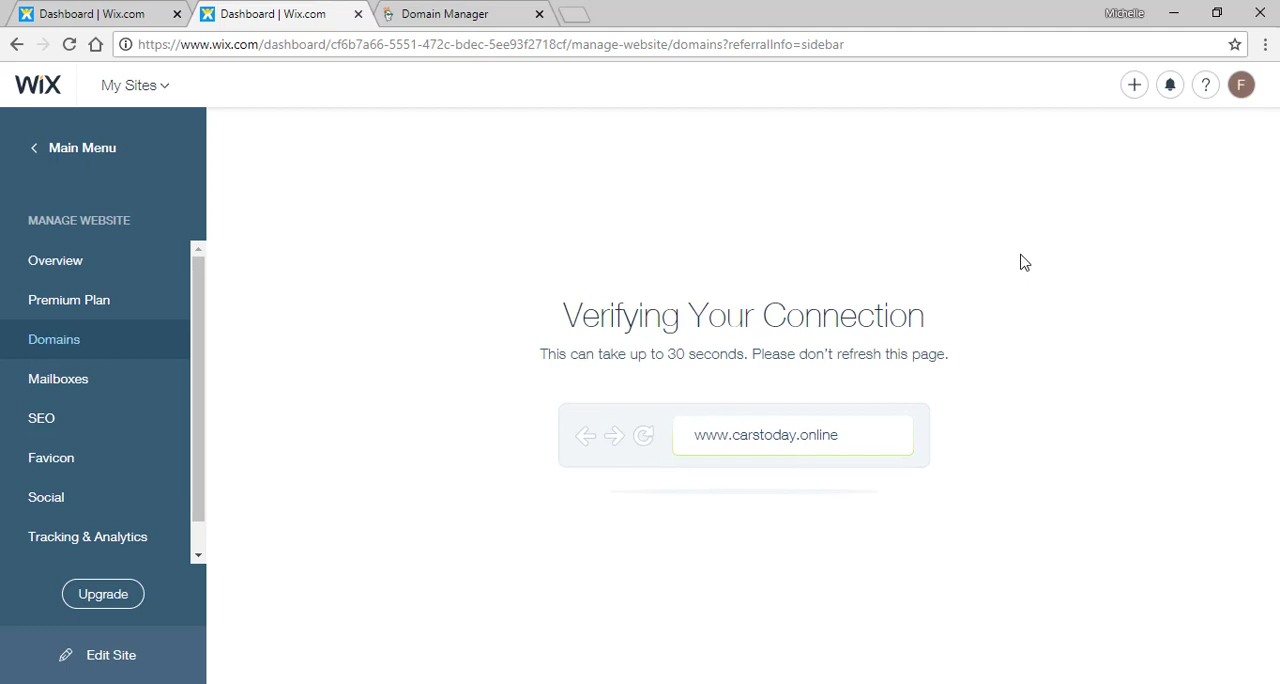 Dashboard | Wix.com
Dashboard | Wix.com
Domain Manager
Michelle
https://www.wix.com/dashboard/cf6b7a66-5551-472c-bdec-5ee93f2718cf/manage-website/domains?referralInfo=sidebar
WiX
My Sites
?
F
Main Menu
MANAGE WEBSITE
Overview
Premium Plan
Domains
Mailboxes
SEO
Favicon
Social
Tracking & Analytics
Upgrade
Edit Site
Verifying Your Connection
This can take up to 30 seconds. Please don't refresh this page.
www.carstoday.online